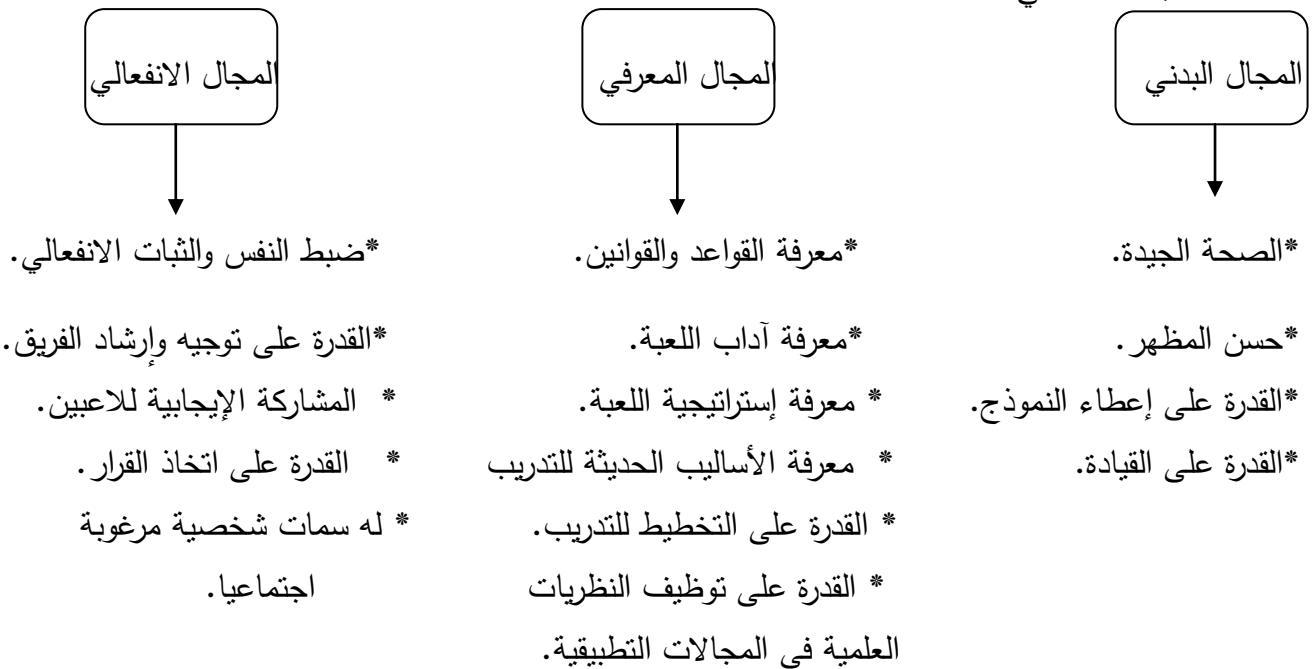 المجال البدني
المجال المعرفي
المجال الانفعالي
*الصحة الجيدة.
*معرفة القواعد والقوانين.
*ضبط النفس والثبات الانفعالي.
*حسن المظهر.
*معرفة آداب اللعبة.
*القدرة على توجيه وإرشاد الفريق.
*القدرة على إعطاء النموذج.
* معرفة إستراتيجية اللعبة.
* المشاركة الإيجابية للاعبين.
*القدرة على القيادة.
* معرفة الأساليب الحديثة للتدريب
* القدرة على اتخاذ القرار.
* القدرة على التخطيط للتدريب.
* له سمات شخصية مرغوبة
* القدرة على توظيف النظريات
اجتماعيا.
العلمية في المجالات التطبيقية.